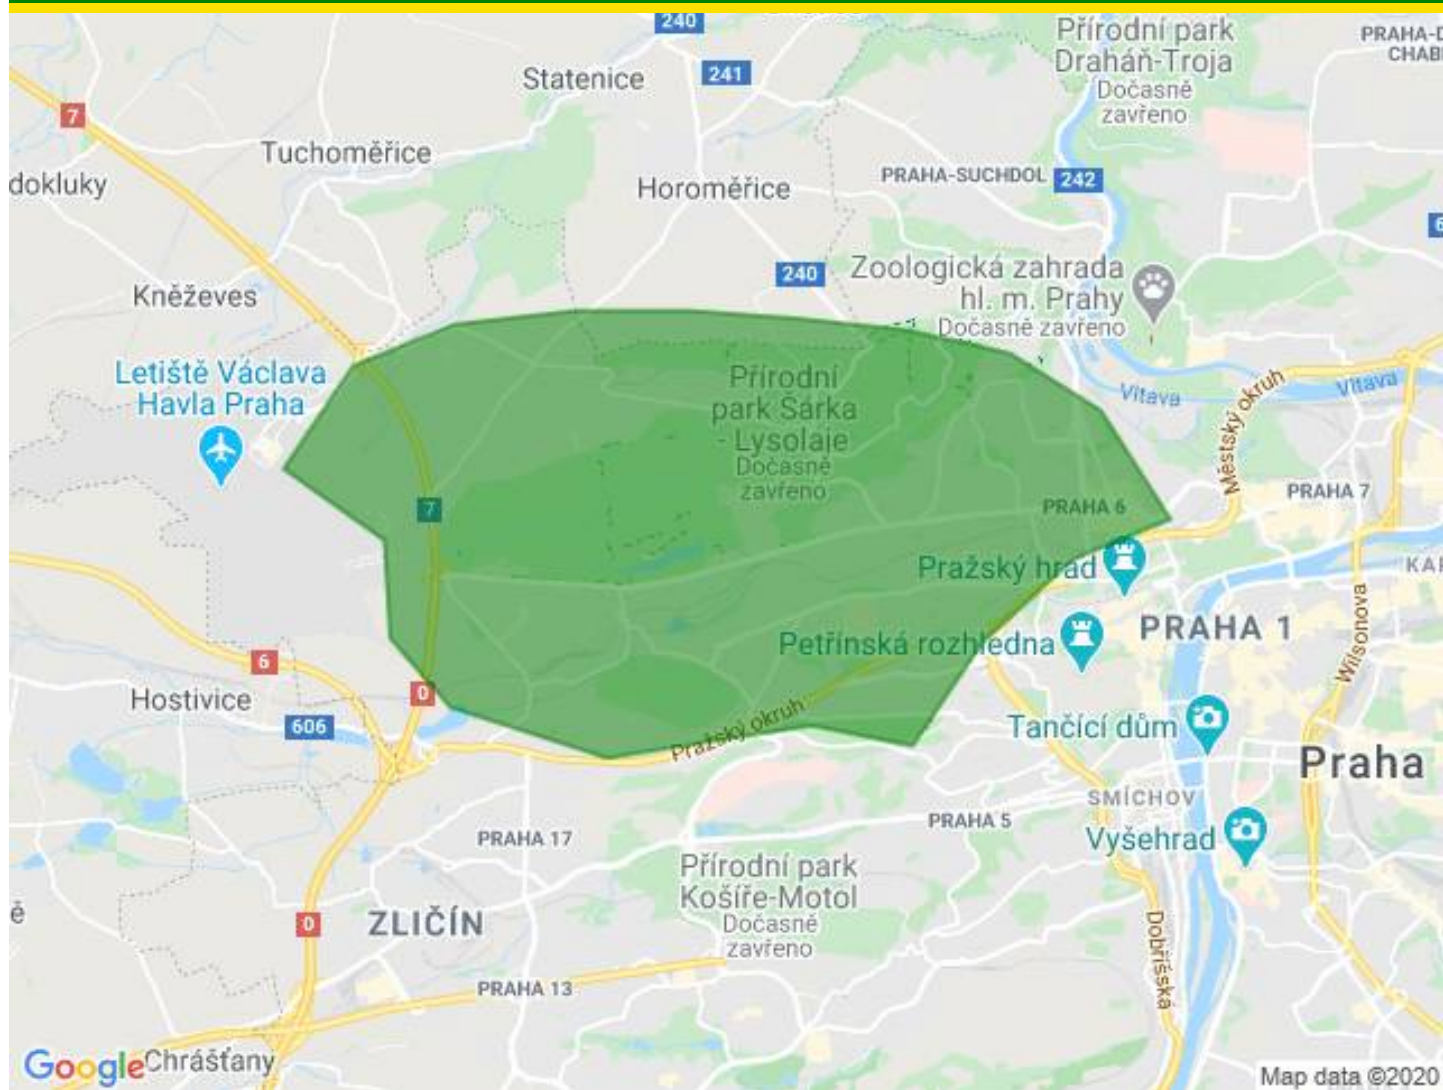 240
Přírodní park
Draháň-Troja
Dočasně
zavřeno
Statenice
241
7
Tuchoměřice
dokluky
Horoměřice
PRAHA-SUCHDOL
242
240
Zoologická zahrada
hl. m. Prahy
Dočasně zavřeno
Kněževes
Letiště Václava
Havla Praha
Přírodní
park Šárka
- Lysolaje
Dočasně
zavřeno
Vltava
Vltava
Městský okruh
PRAHA 7
7
PRAHA 6
Pražský hrad
Petřínská rozhledna
PRAHA 1
Wilsonova
6
Hostivice
0
606
Pražský okruh
Tančící dům
Praha
SMÍCHOV
PRAHA 5
Vyšehrad
PRAHA 17
Přírodní park
Košíře-Motol
Dočasně
zavřeno
0
ZLIČÍN
Dobříšská
PRAHA 13
Google
Chrášťany
Map data ©2020